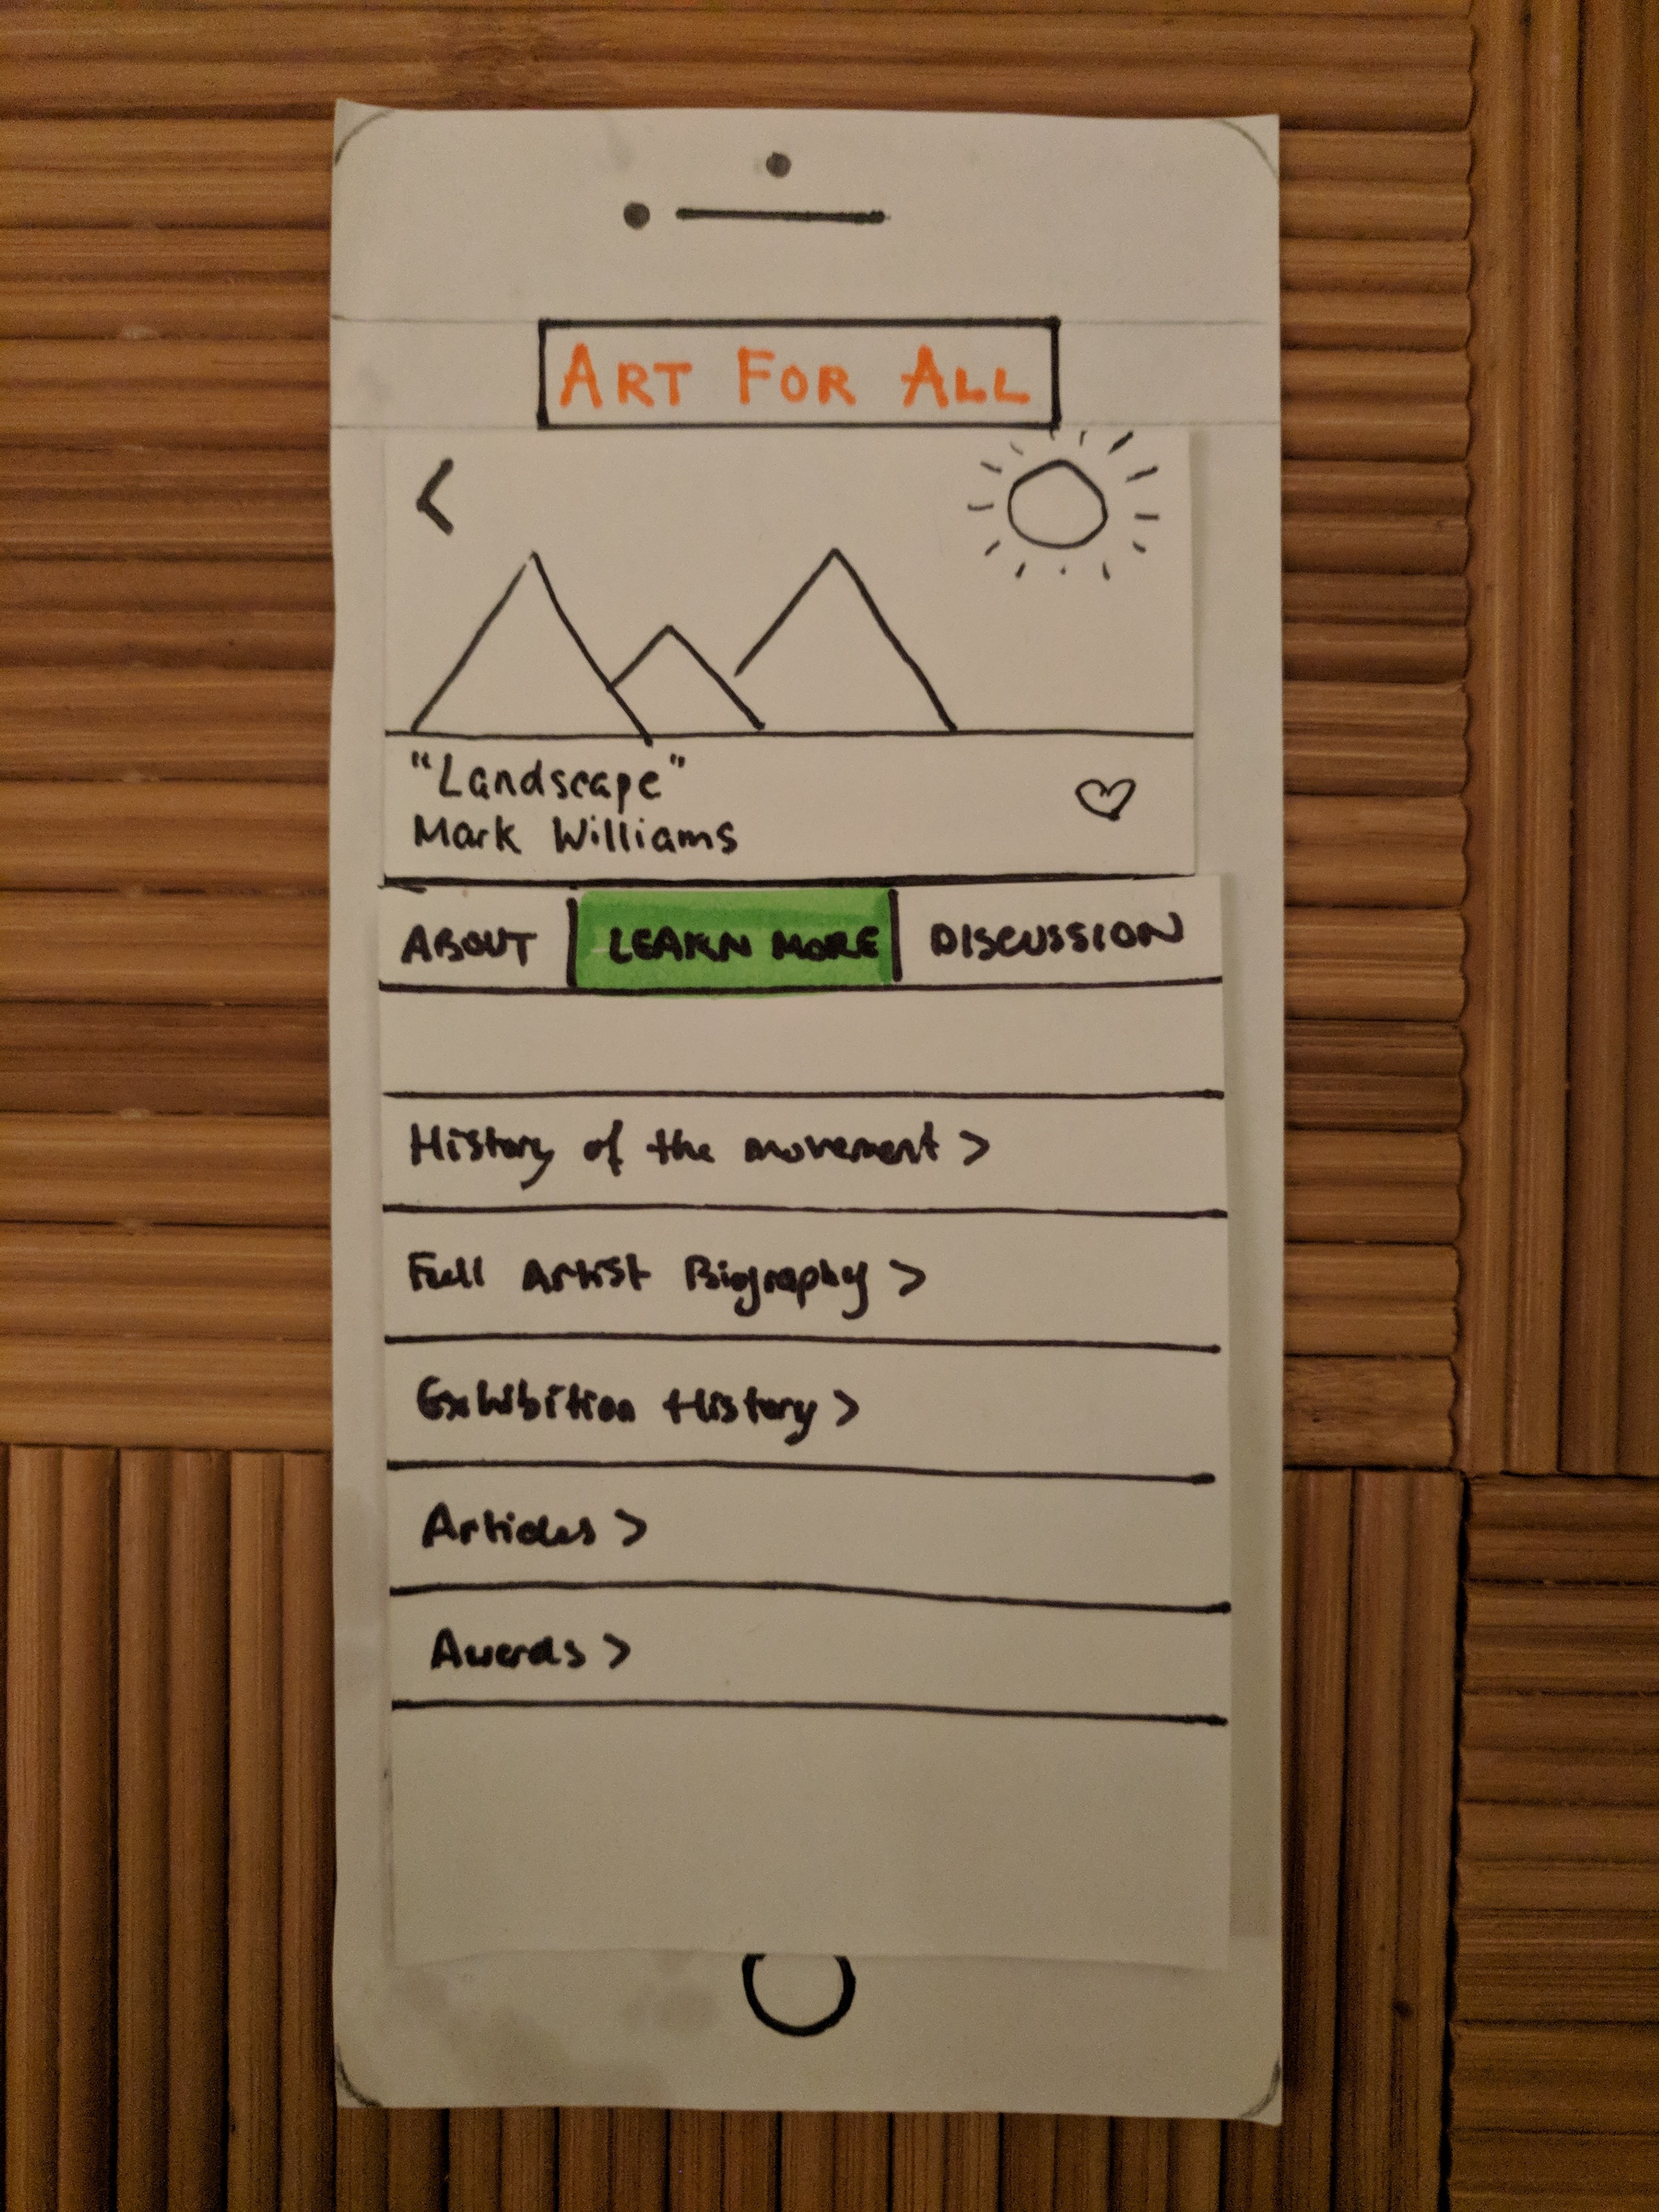 ART FOR ALL
<
"Landscape"
Mark Williams
ABOUT LEARN MORE DISCUSSION
History of the movement >
Full Artist Biography >
Exhibition History >
Articles >
Awards >